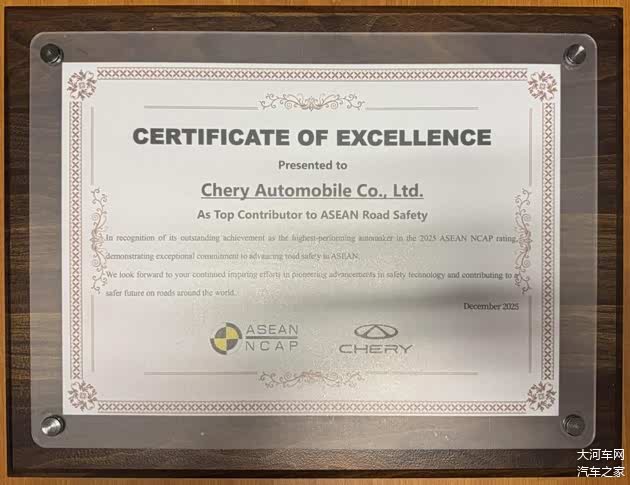 CERTIFICATE OF EXCELLENCE
Presented to
Chery Automobile Co., Ltd.
As Top Contributor to ASEAN Road Safety
In recognition of its outstanding achievement as the highest-performing automaker in the 2025 ASEAN NCAP rating,
demonstrating exceptional commitment to advancing road safety in ASEAN.
We look forward to your continued inspiring efforts in pioneering advancements in safety technology and contributing to a
safer future on roads around the world.
December 2025
ASEAN
NCAP
CHERY
大河车网
汽车之家